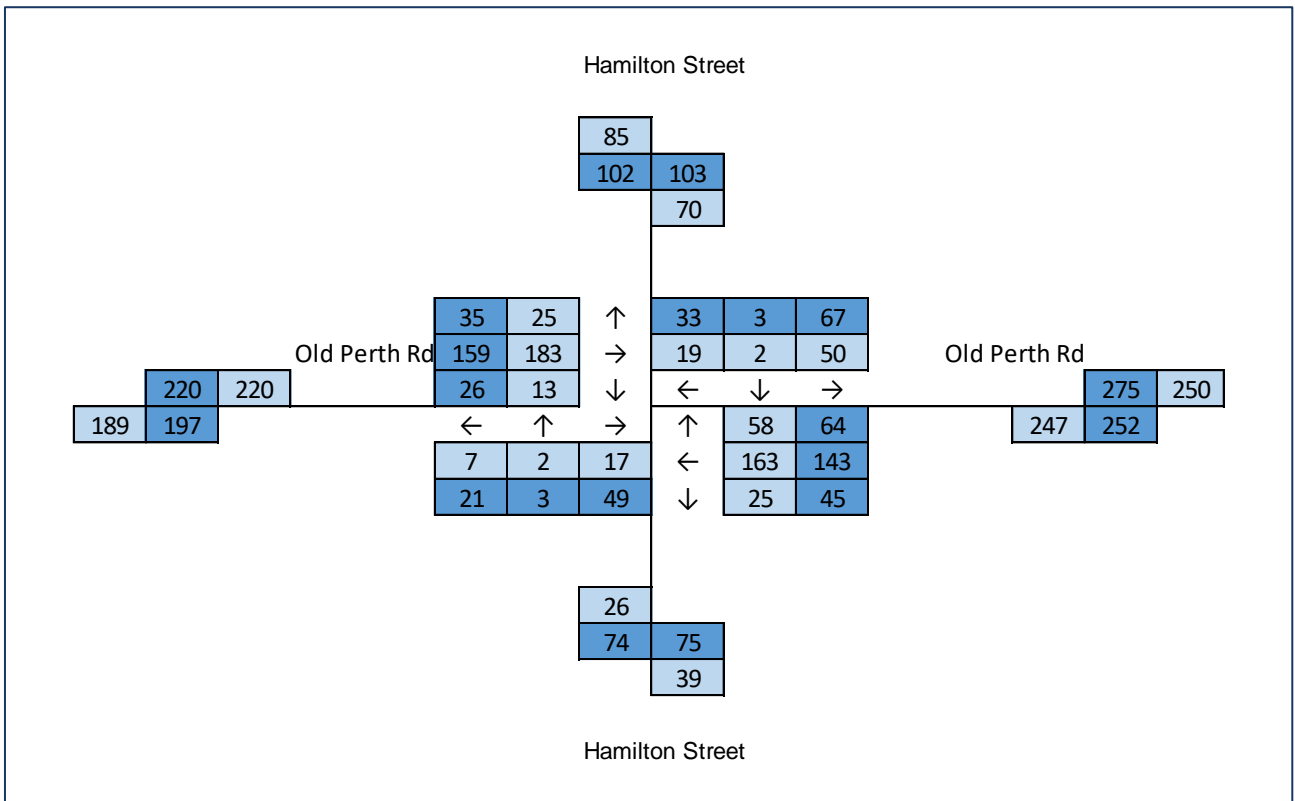 Hamilton Street
85
102 103
70
35 25 ↑ 33 3 67
Old Perth Rd 159 183 → 19 2 50 Old Perth Rd
220 220 26 13 ↓ ← ↓ → 275 250
189 197 ← ↑ → ↑ 58 64 247 252
7 2 17 ← 163 143
21 3 49 ↓ 25 45
26
74 75
39
Hamilton Street